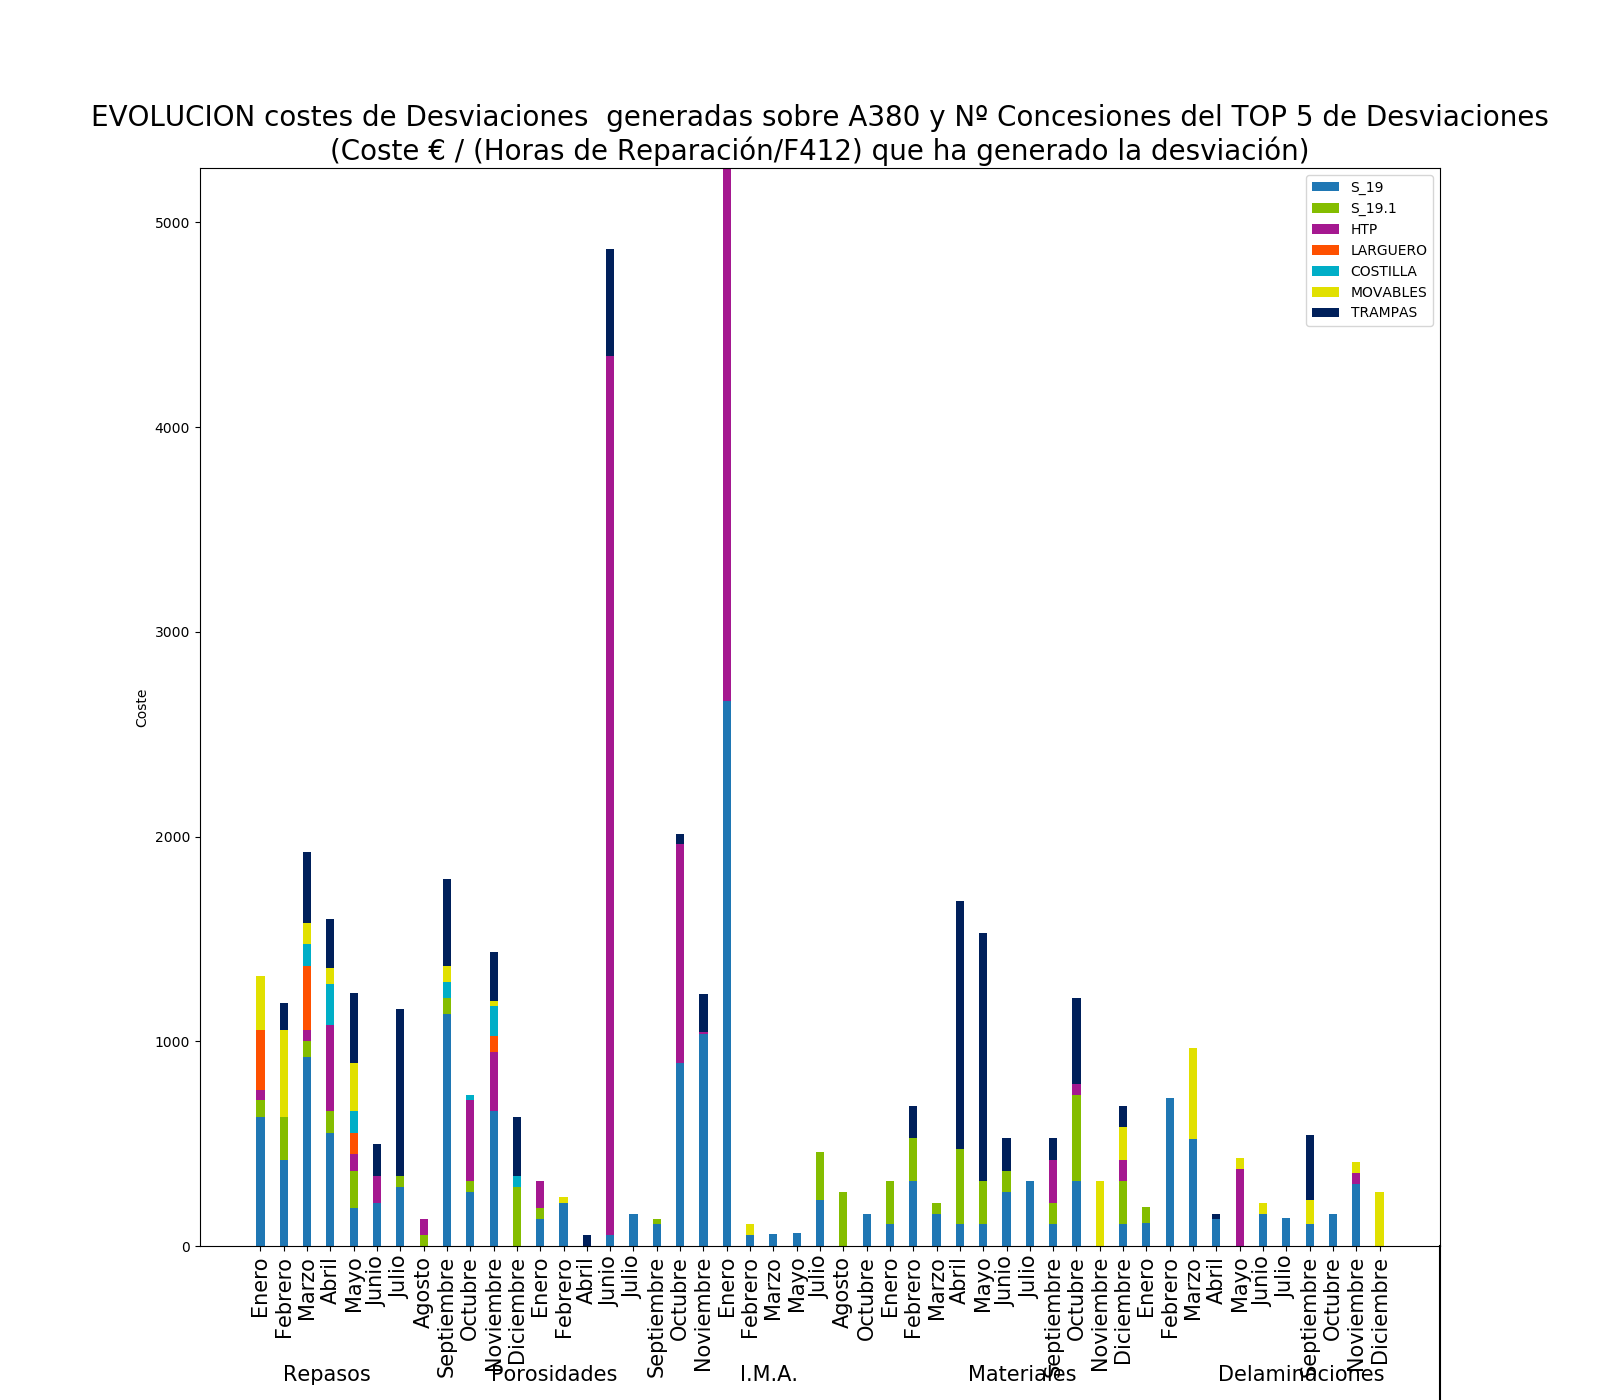 EVOLUCION costes de Desviaciones  generadas sobre A380 y Nº Concesiones del TOP 5 de Desviaciones
(Coste € / (Horas de Reparación/F412) que ha generado la desviación)
S_19
S_19.1
HTP
LARGUERO
COSTILLA
MOVABLES
TRAMPAS
5000
4000
3000
2000
1000
0
Coste
Enero
Febrero
Marzo
Abril
Mayo
Junio
Julio
Agosto
Septiembre
Octubre
Noviembre
Diciembre
Enero
Febrero
Abril
Junio
Julio
Septiembre
Octubre
Noviembre
Enero
Febrero
Marzo
Mayo
Julio
Agosto
Octubre
Enero
Febrero
Marzo
Abril
Mayo
Junio
Julio
Septiembre
Octubre
Noviembre
Diciembre
Enero
Febrero
Marzo
Abril
Mayo
Junio
Julio
Septiembre
Octubre
Noviembre
Diciembre
Repasos
Porosidades
I.M.A.
Materiales
Delaminaciones